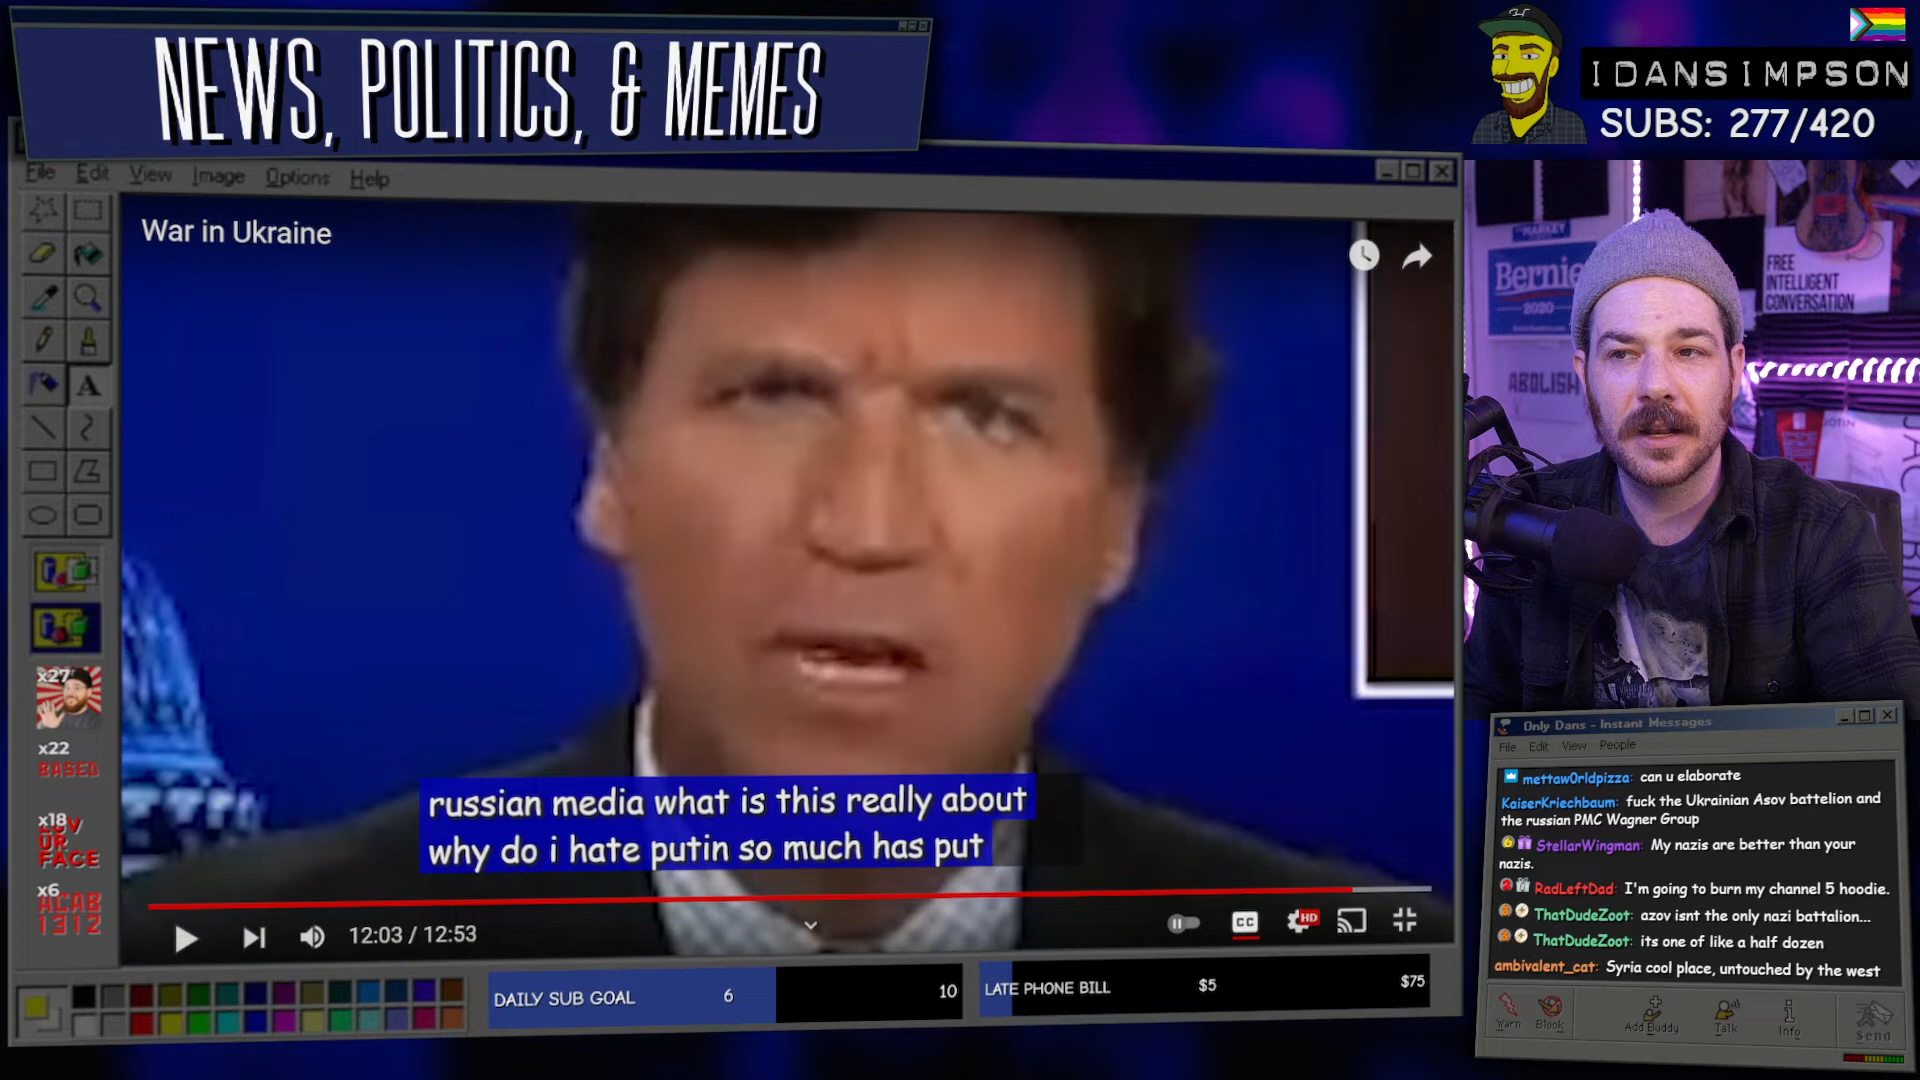 NEWS, POLITICS, & MEMES
IDANSIMPSON
SUBS: 277/420
File Edit View Image Options Help
War in Ukraine
MARKEY
Bernie
2020
FREE
INTELLIGENT
CONVERSATION
ABOLISH
A
x27
x22
BASED
x18
LUV
UR
FACE
x6
ACAB
1312
russian media what is this really about
why do i hate putin so much has put
12:03 / 12:53
CC
HD
DAILY SUB GOAL 6 10
LATE PHONE BILL $5 $75
Only Dans - Instant Messages
File Edit View People
mettaw0rldpizza: can u elaborate
KaiserKriechbaum: fuck the Ukrainian Asov battelion and
the russian PMC Wagner Group
StellarWingman: My nazis are better than your
nazis.
RadLeftDad: I'm going to burn my channel 5 hoodie.
ThatDudeZoot: azov isnt the only nazi battalion...
ThatDudeZoot: its one of like a half dozen
ambivalent_cat: Syria cool place, untouched by the west
Warn Block Add Buddy Talk Info Send